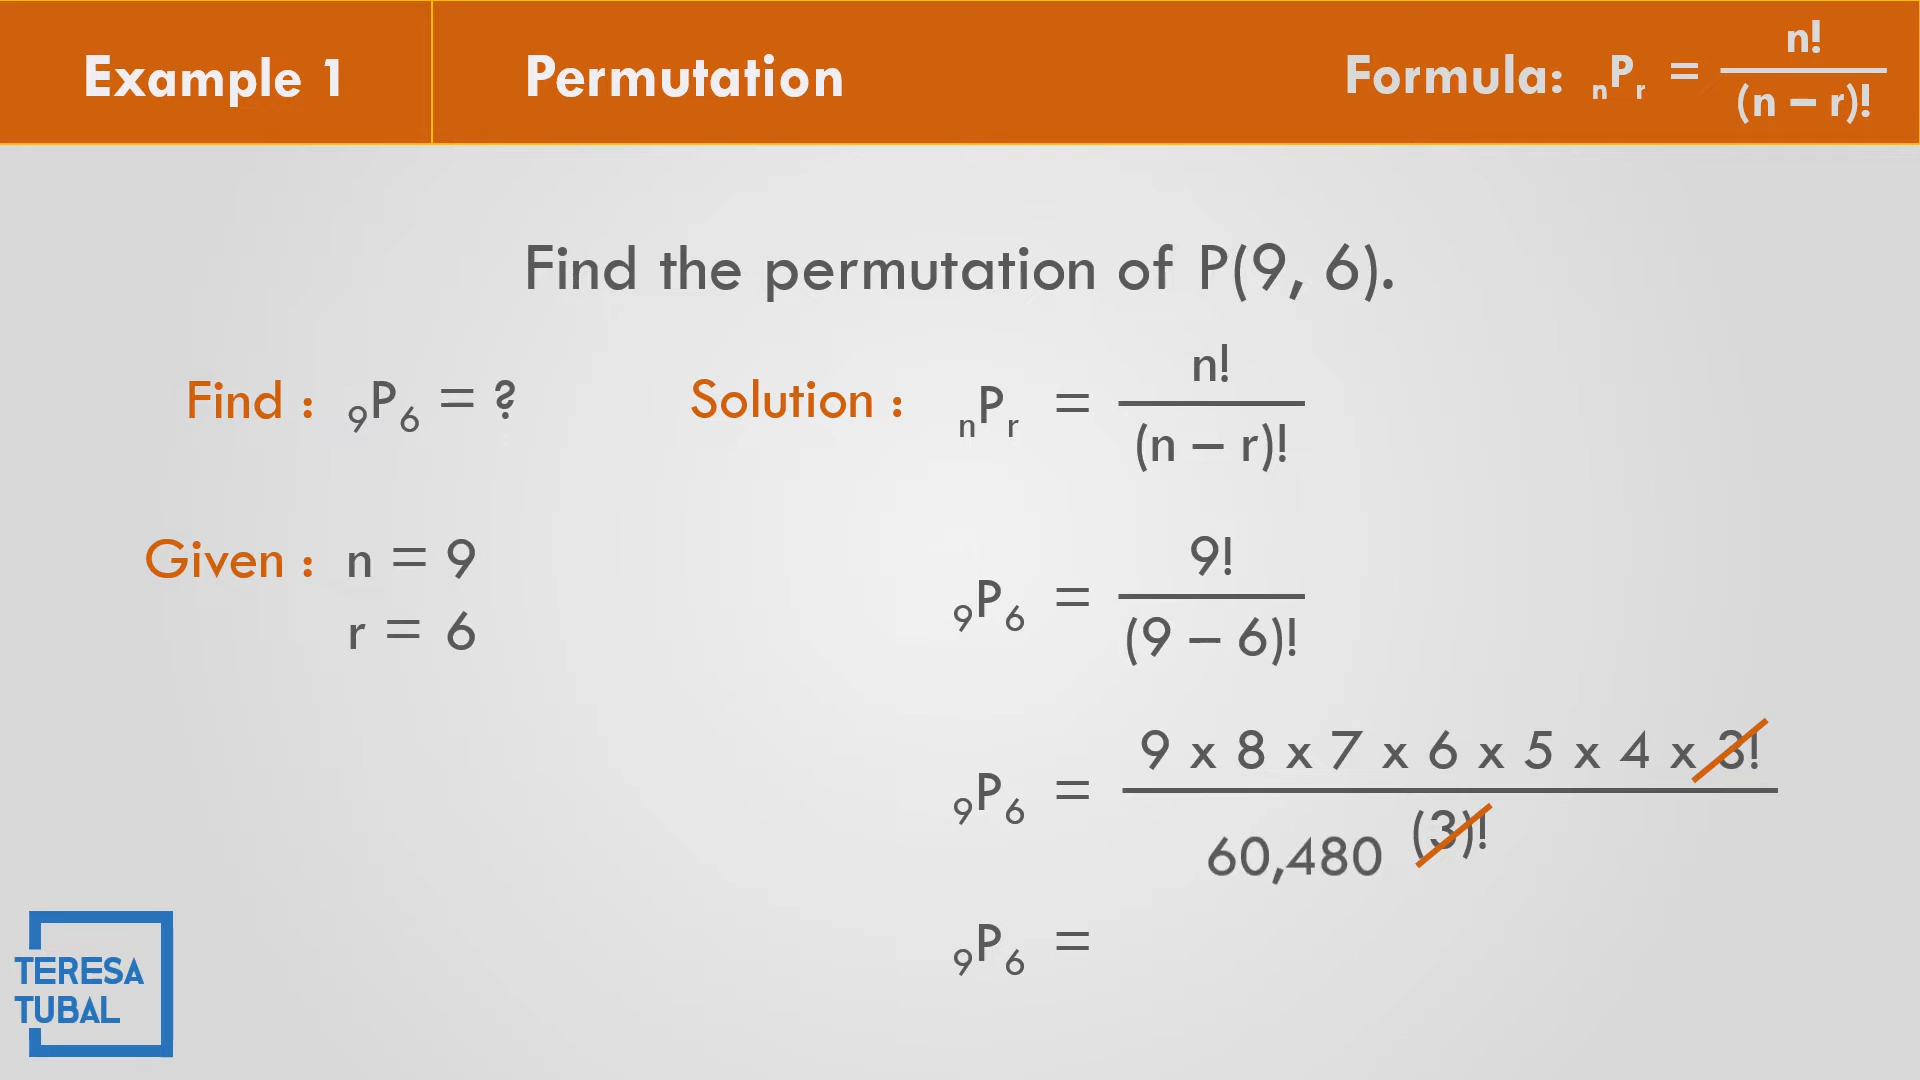 Example 1
Permutation
Formula: nPr = n! / (n – r)!
Find the permutation of P(9, 6).
Find : 9P6 = ?
Given : n = 9
r = 6
Solution : nPr = n! / (n – r)!
9P6 = 9! / (9 – 6)!
9P6 = 9 x 8 x 7 x 6 x 5 x 4 x 3! / (3)!
60,480
9P6 =
TERESA
TUBAL